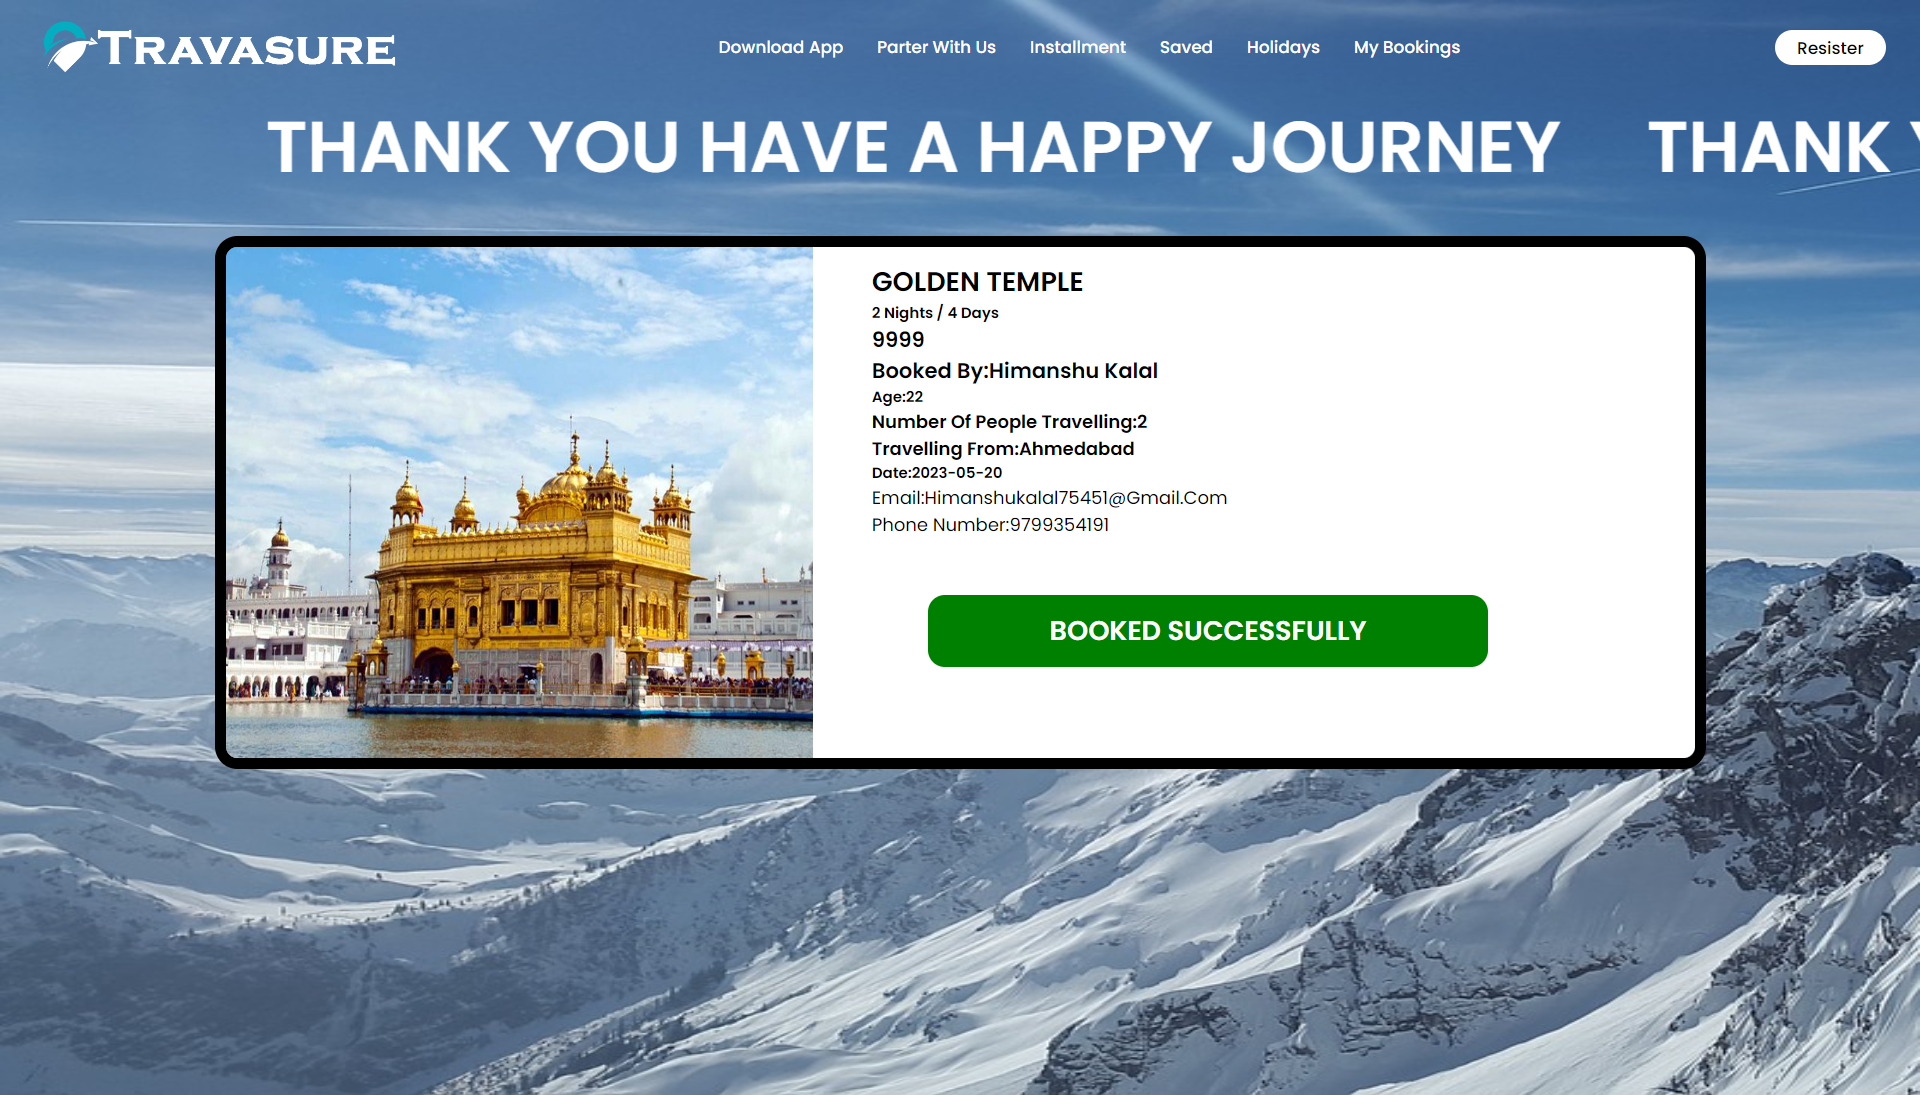 TRAVASURE
Download App
Parter With Us
Installment
Saved
Holidays
My Bookings
Resister
THANK YOU HAVE A HAPPY JOURNEY
THANK
GOLDEN TEMPLE
2 Nights / 4 Days
9999
Booked By:Himanshu Kalal
Age:22
Number Of People Travelling:2
Travelling From:Ahmedabad
Date:2023-05-20
Email:Himanshukalal75451@Gmail.Com
Phone Number:9799354191
BOOKED SUCCESSFULLY